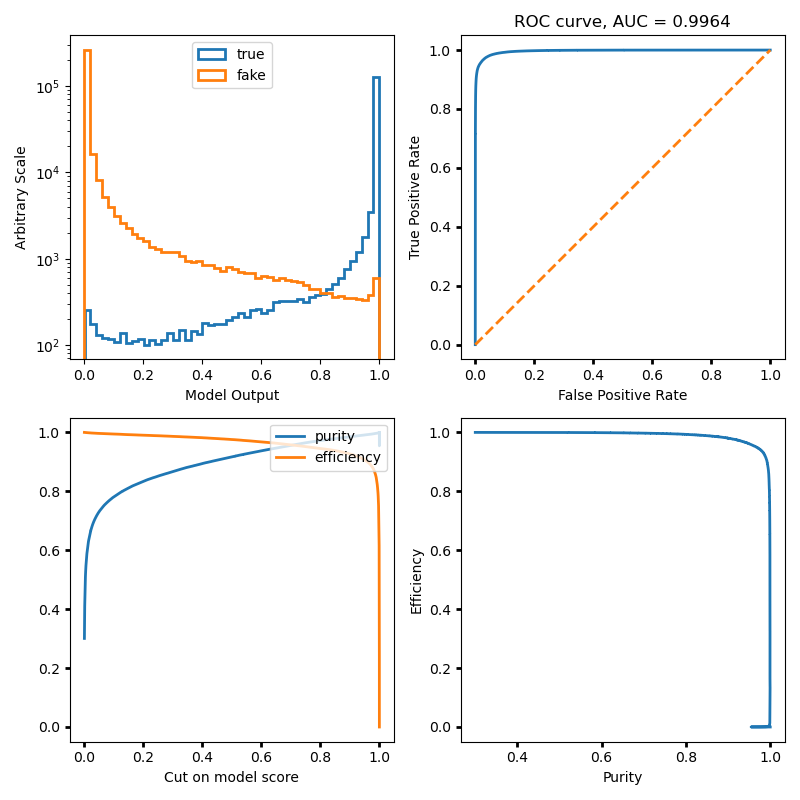 true
fake
10^5
10^4
10^3
10^2
Arbitrary Scale
0.0 0.2 0.4 0.6 0.8 1.0
Model Output
ROC curve, AUC = 0.9964
1.0
0.8
0.6
0.4
0.2
0.0
True Positive Rate
0.0 0.2 0.4 0.6 0.8 1.0
False Positive Rate
purity
efficiency
1.0
0.8
0.6
0.4
0.2
0.0
0.0 0.2 0.4 0.6 0.8 1.0
Cut on model score
1.0
0.8
0.6
0.4
0.2
0.0
Efficiency
0.4 0.6 0.8 1.0
Purity